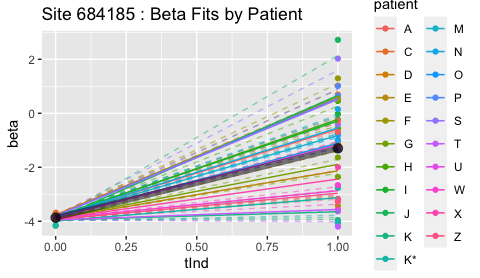 Site 684185 : Beta Fits by Patient
beta
2
0
-2
-4
0.00
0.25
0.50
0.75
1.00
tInd
patient
A
C
D
E
F
G
H
I
J
K
K*
M
N
O
P
S
T
U
W
X
Z